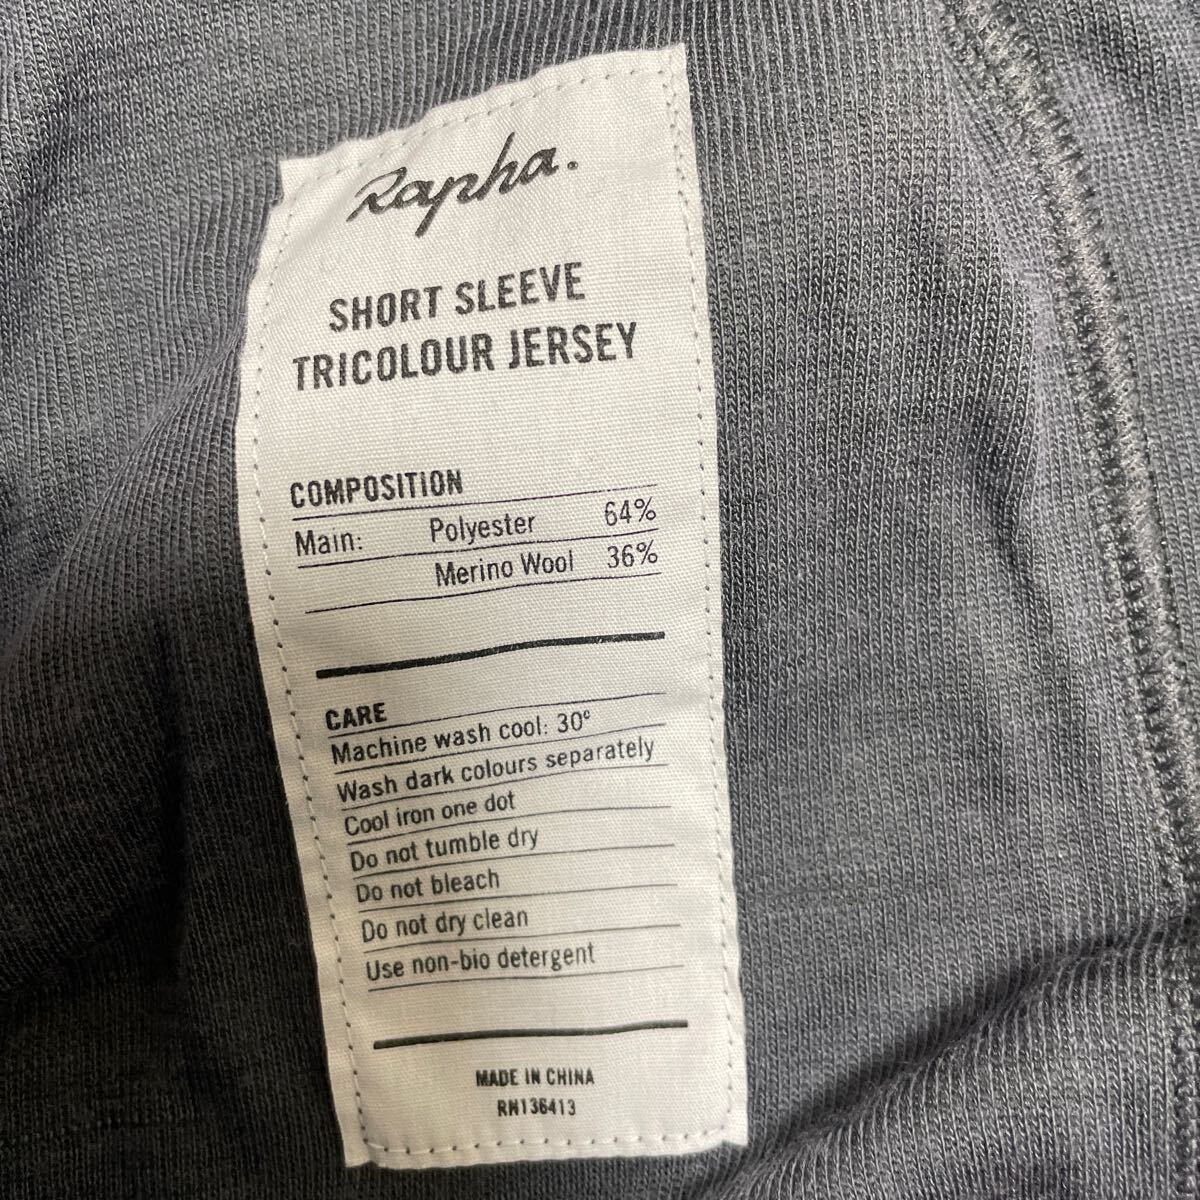 Rapha.
SHORT SLEEVE
TRICOLOUR JERSEY
COMPOSITION
Main: Polyester 64%
Merino Wool 36%
CARE
Machine wash cool: 30°
Wash dark colours separately
Cool iron one dot
Do not tumble dry
Do not bleach
Do not dry clean
Use non-bio detergent
MADE IN CHINA
RN136413